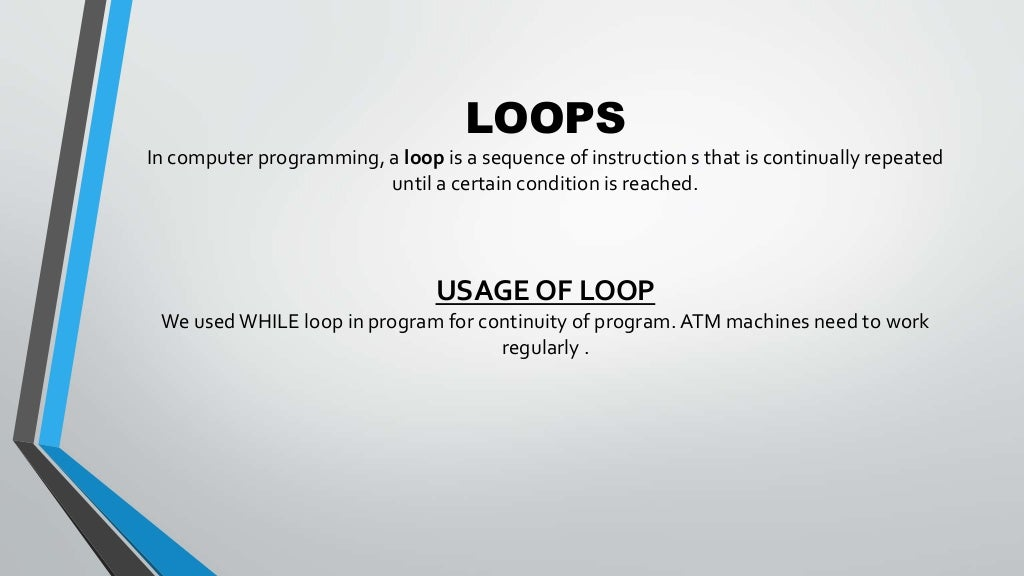 LOOPS
In computer programming, a loop is a sequence of instruction s that is continually repeated
until a certain condition is reached.
USAGE OF LOOP
We used WHILE loop in program for continuity of program. ATM machines need to work
regularly .